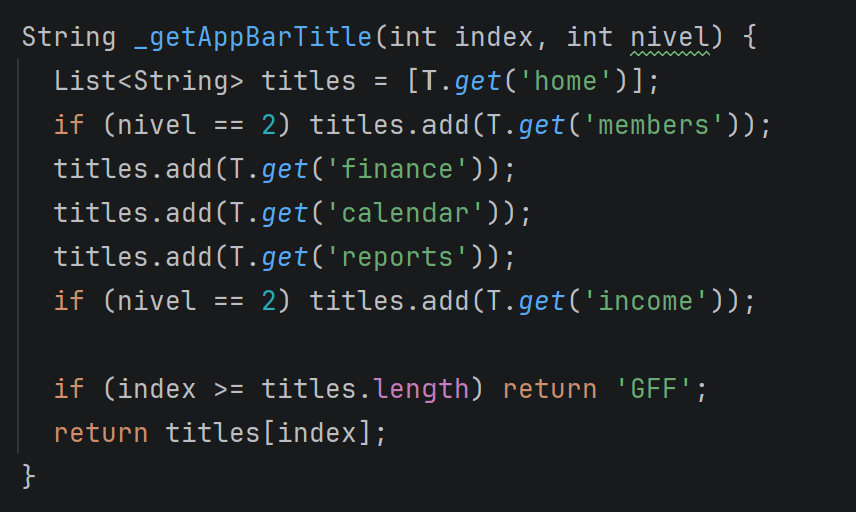 String _getAppBarTitle(int index, int nivel) {
  List<String> titles = [T.get('home')];
  if (nivel == 2) titles.add(T.get('members'));
  titles.add(T.get('finance'));
  titles.add(T.get('calendar'));
  titles.add(T.get('reports'));
  if (nivel == 2) titles.add(T.get('income'));

  if (index >= titles.length) return 'GFF';
  return titles[index];
}